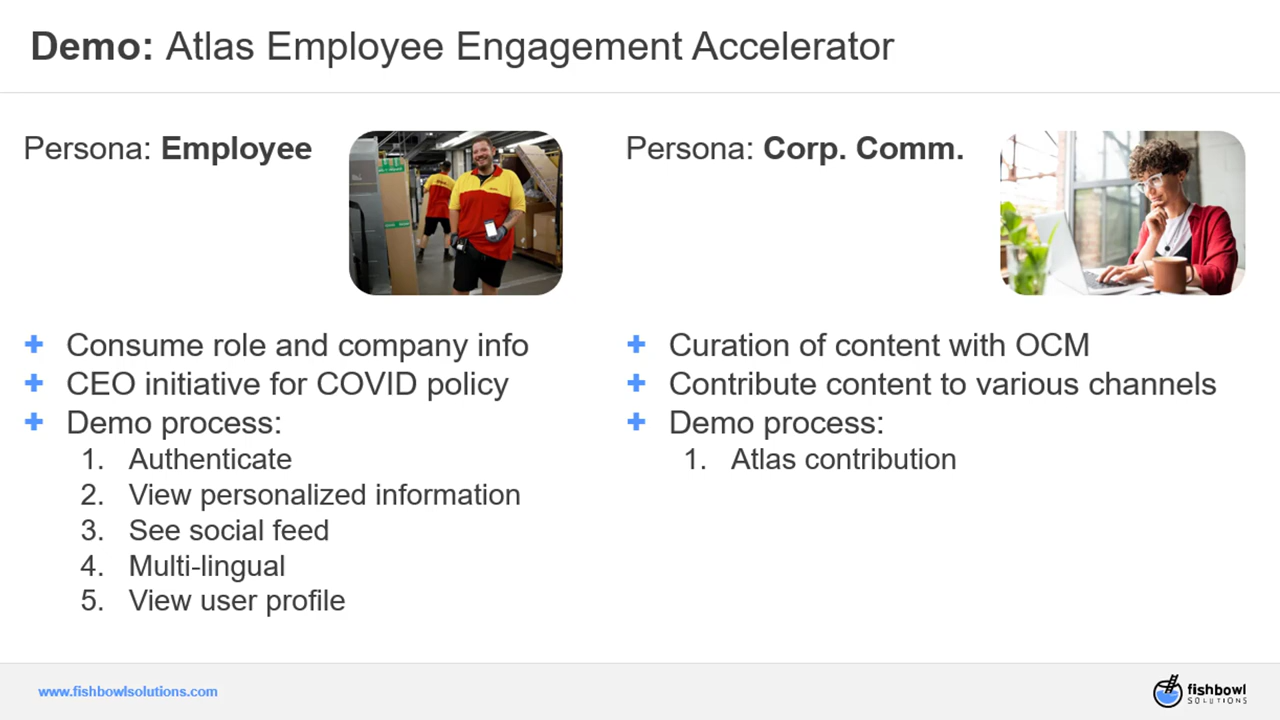 Demo: Atlas Employee Engagement Accelerator
Persona: Employee
Consume role and company info
CEO initiative for COVID policy
Demo process:
1. Authenticate
2. View personalized information
3. See social feed
4. Multi-lingual
5. View user profile
Persona: Corp. Comm.
Curation of content with OCM
Contribute content to various channels
Demo process:
1. Atlas contribution
www.fishbowlsolutions.com
fishbowl
SOLUTIONS